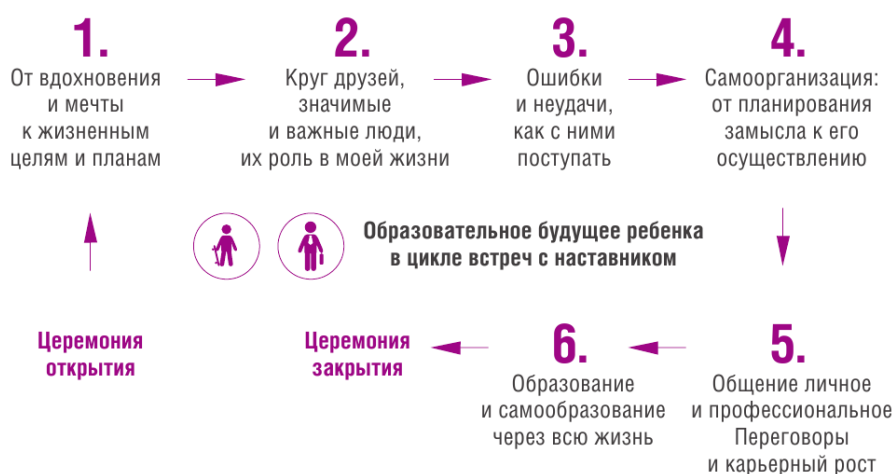 1.
От вдохновения
и мечты
к жизненным
целям и планам
2.
Круг друзей,
значимые
и важные люди,
их роль в моей жизни
3.
Ошибки
и неудачи,
как с ними
поступать
4.
Самоорганизация:
от планирования
замысла к его
осуществлению
Образовательное будущее ребенка
в цикле встреч с наставником
Церемония
открытия
Церемония
закрытия
6.
Образование
и самообразование
через всю жизнь
5.
Общение личное
и профессиональное
Переговоры
и карьерный рост